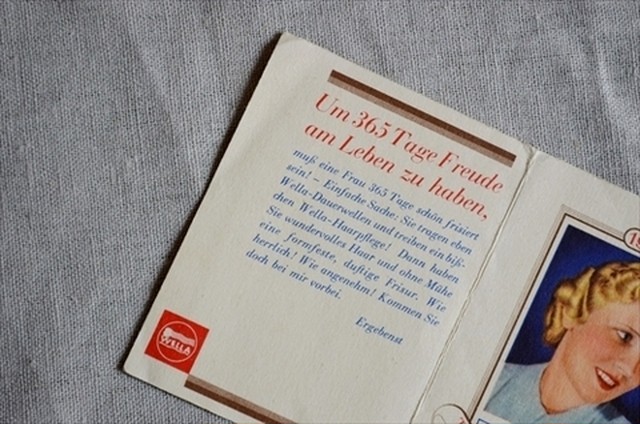 Um 365 Tage Freude
am Leben zu haben,
muß eine Frau 365 Tage schön frisiert
sein! – Einfache Sache: Sie tragen eben
Wella-Dauerwellen und treiben ein biß-
chen Wella-Haarpflege! Dann haben
Sie wundervolles Haar und ohne Mühe
eine formfeste, duftige Frisur. Wie
herrlich! Wie angenehm! Kommen Sie
doch bei mir vorbei.
Ergebenst
WELLA